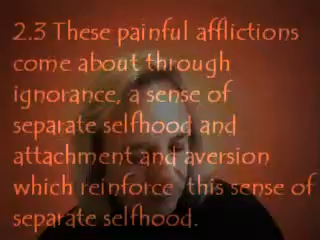 2.3 These painful afflictions
come about through
ignorance, a sense of
separate selfhood and
attachment and aversion
which reinforce this sense of
separate selfhood.